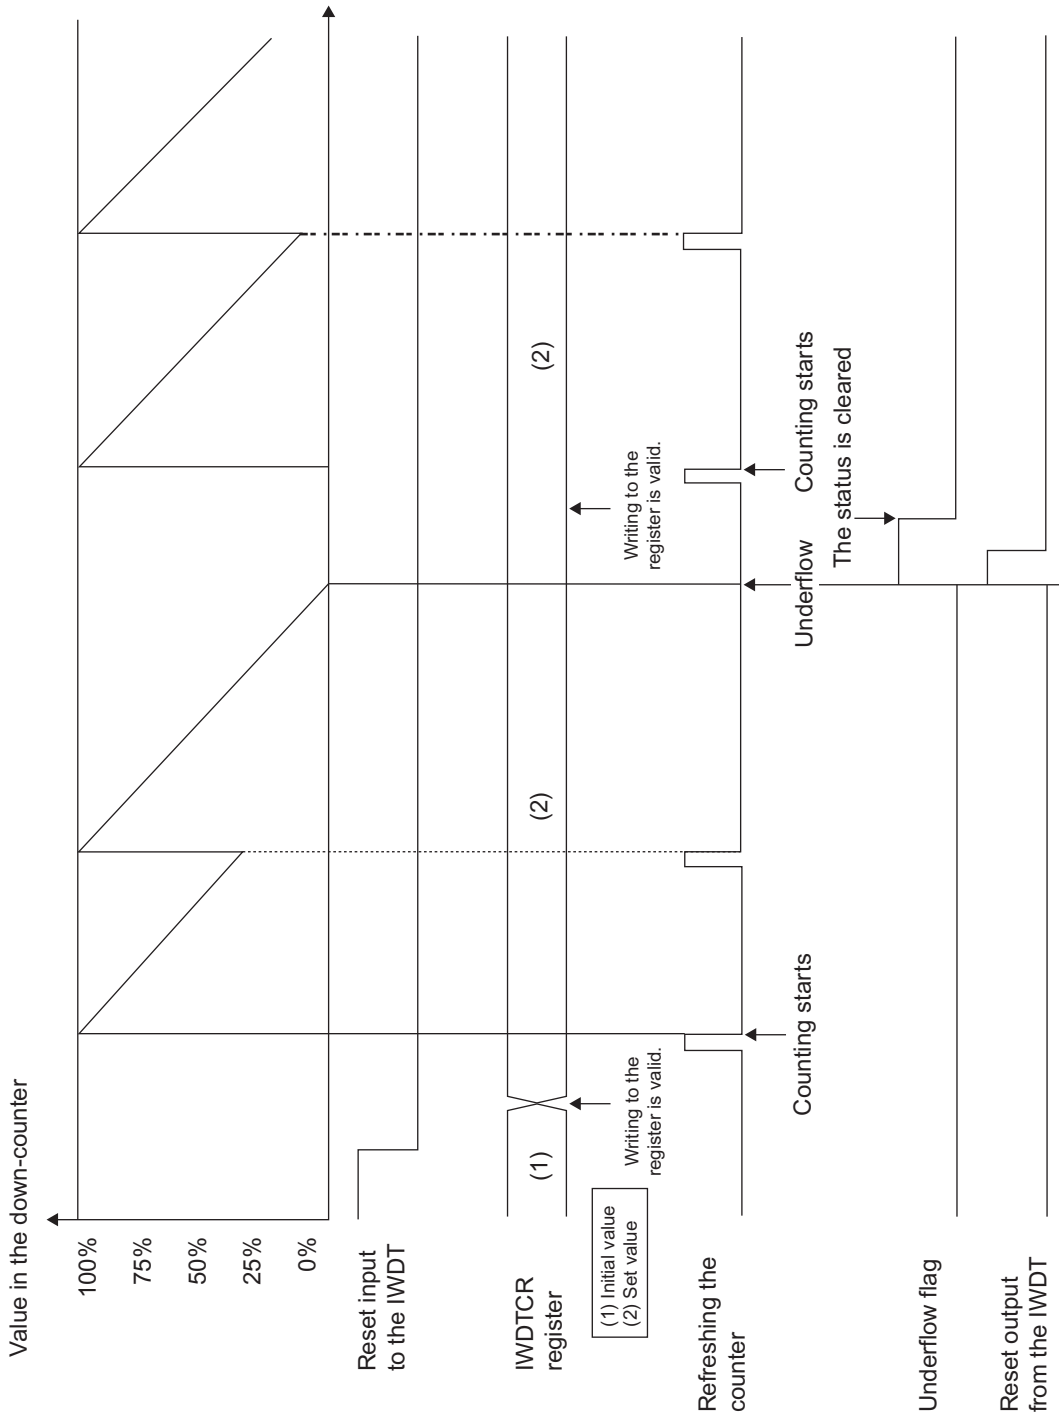 Value in the down-counter
100%
75%
50%
25%
0%
Reset input
to the IWDT
IWDTCR
register
(1)
(2)
(2)
Writing to the
register is valid.
Writing to the
register is valid.
(1) Initial value
(2) Set value
Refreshing the
counter
Counting starts
Underflow
Counting starts
The status is cleared
Underflow flag
Reset output
from the IWDT